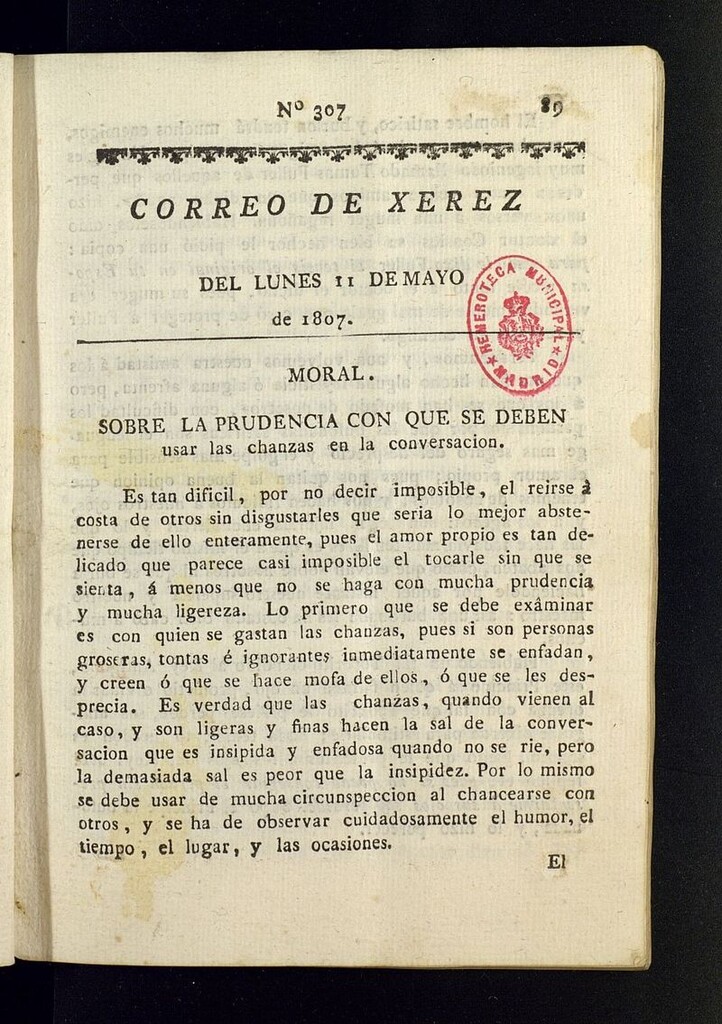 Nº 307
89
CORREO DE XEREZ
DEL LUNES 11 DE MAYO
de 1807.
HEMEROTECA MUNICIPAL
MADRID
MORAL.
SOBRE LA PRUDENCIA CON QUE SE DEBEN
usar las chanzas en la conversacion.
Es tan dificil, por no decir imposible, el reirse à
costa de otros sin disgustarles que seria lo mejor abste-
nerse de ello enteramente, pues el amor propio es tan de-
licado que parece casi imposible el tocarle sin que se
sienta, á menos que no se haga con mucha prudencia
y mucha ligereza. Lo primero que se debe exâminar
es con quien se gastan las chanzas, pues si son personas
groseras, tontas é ignorantes inmediatamente se enfadan,
y creen ó que se hace mofa de ellos, ó que se les des-
precia. Es verdad que las chanzas, quando vienen al
caso, y son ligeras y finas hacen la sal de la conver-
sacion que es insipida y enfadosa quando no se rie, pero
la demasiada sal es peor que la insipidez. Por lo mismo
se debe usar de mucha circunspeccion al chancearse con
otros, y se ha de observar cuidadosamente el humor, el
tiempo, el lugar, y las ocasiones.
El